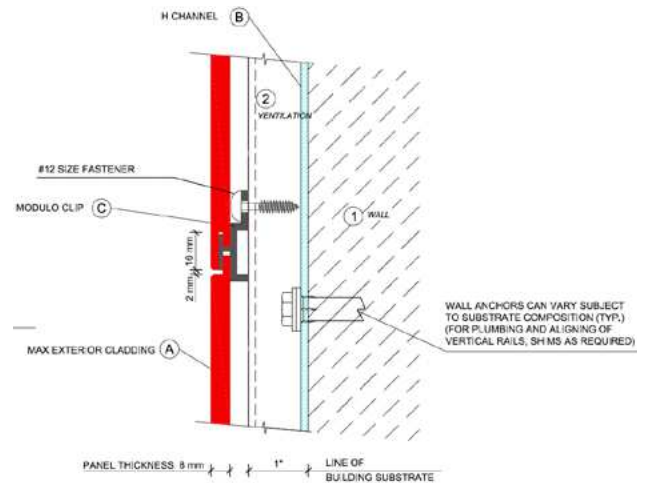 H CHANNEL B
2
VENTILATION
#12 SIZE FASTENER
MODULO CLIP C
1 WALL
16 mm
2 mm
WALL ANCHORS CAN VARY SUBJECT
TO SUBSTRATE COMPOSITION (TYP.)
(FOR PLUMBING AND ALIGNING OF
VERTICAL RAILS, SHIMS AS REQUIRED)
MAX EXTERIOR CLADDING A
PANEL THICKNESS 8 mm
1"
LINE OF
BUILDING SUBSTRATE